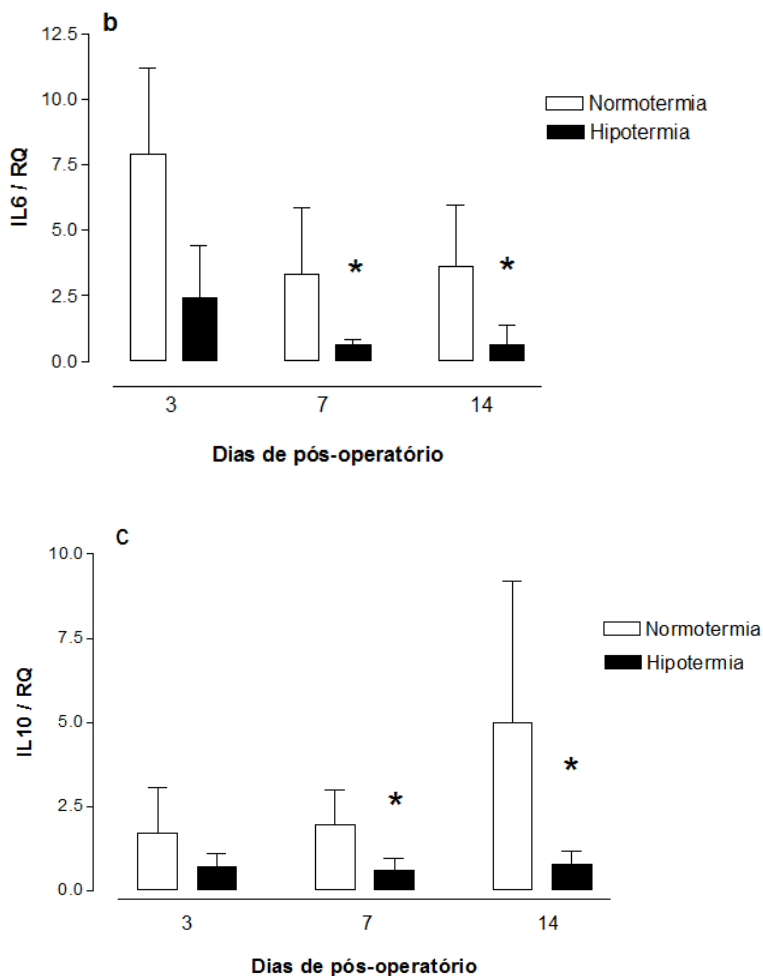 b
12.5
10.0
7.5
5.0
2.5
0.0
IL6 / RQ
Normotermia
Hipotermia
*
*
3 7 14
Dias de pós-operatório
c
10.0
7.5
5.0
2.5
0.0
IL10 / RQ
Normotermia
Hipotermia
*
*
3 7 14
Dias de pós-operatório